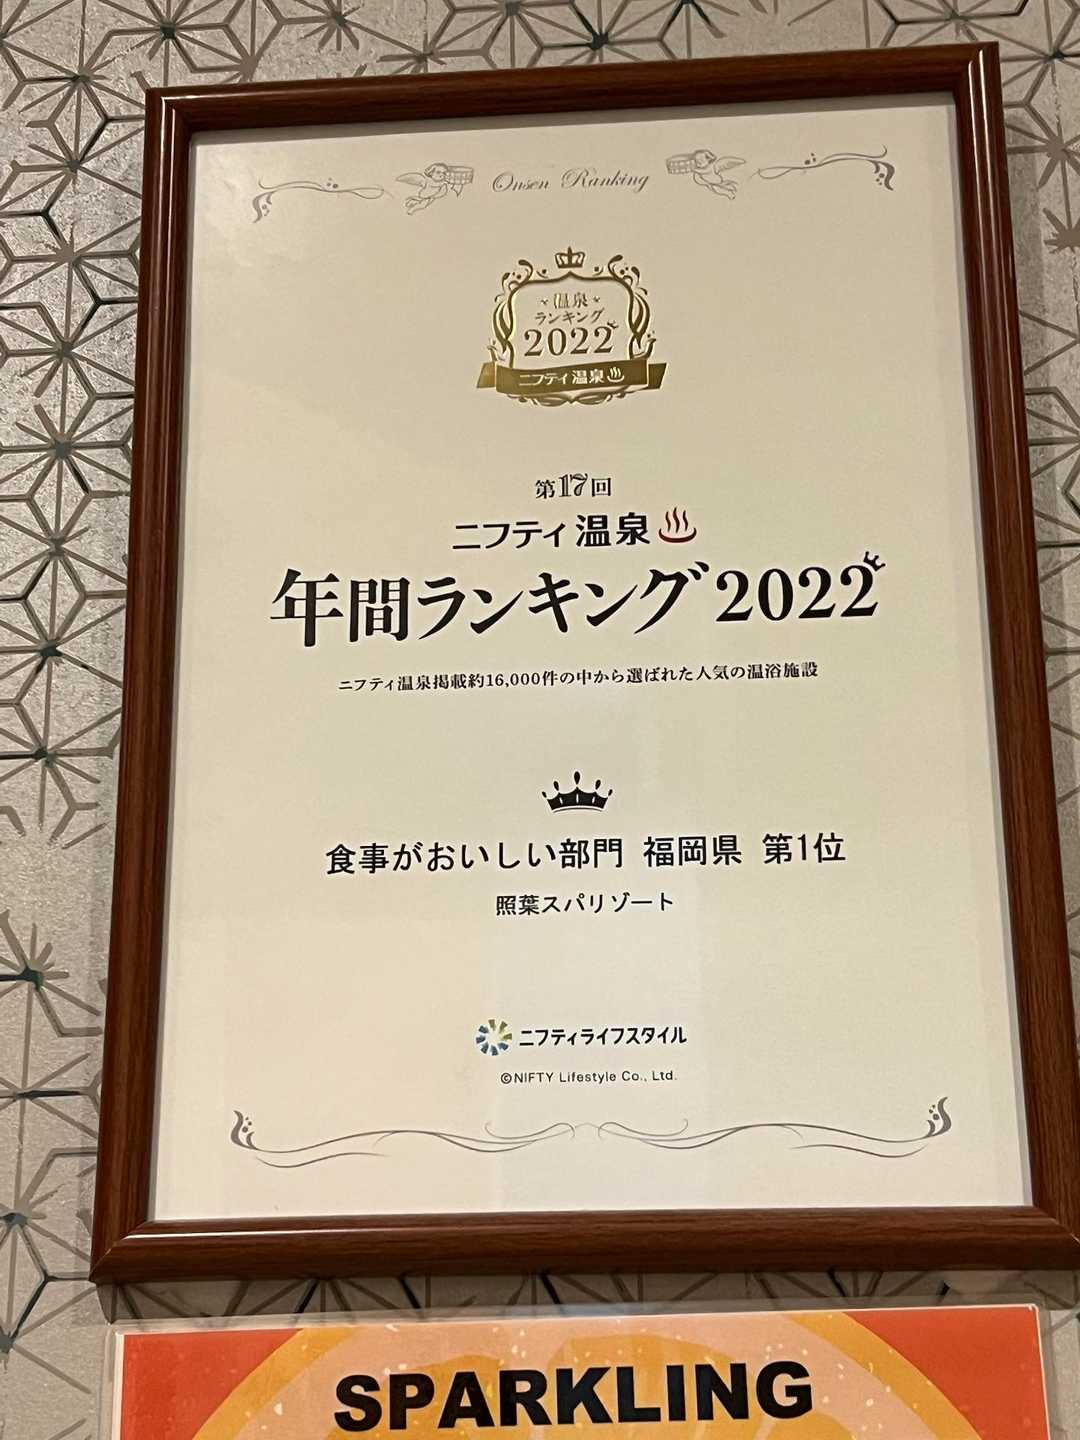 Onsen Ranking
温泉
ランキング
2022
ニフティ温泉
第17回
ニフティ温泉
年間ランキング2022
ニフティ温泉掲載約16,000件の中から選ばれた人気の温浴施設
食事がおいしい部門 福岡県 第1位
照葉スパリゾート
ニフティライフスタイル
©NIFTY Lifestyle Co., Ltd.
SPARKLING